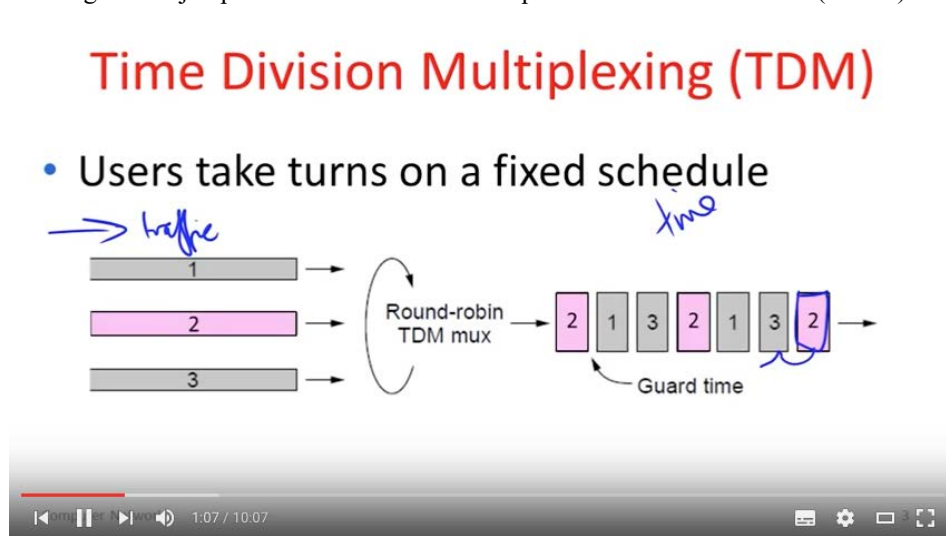 Time Division Multiplexing (TDM)
• Users take turns on a fixed schedule
time
traffic
1
2
3
Round-robin
TDM mux
2 1 3 2 1 3 2
Guard time
1:07 / 10:07
3